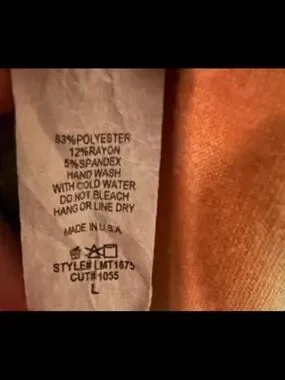 83%POLYESTER
12%RAYON
5%SPANDEX
HAND WASH
WITH COLD WATER
DO NOT BLEACH
HANG OR LINE DRY
MADE IN U.S.A.
STYLE# LMT1675
CUT# 1055
L